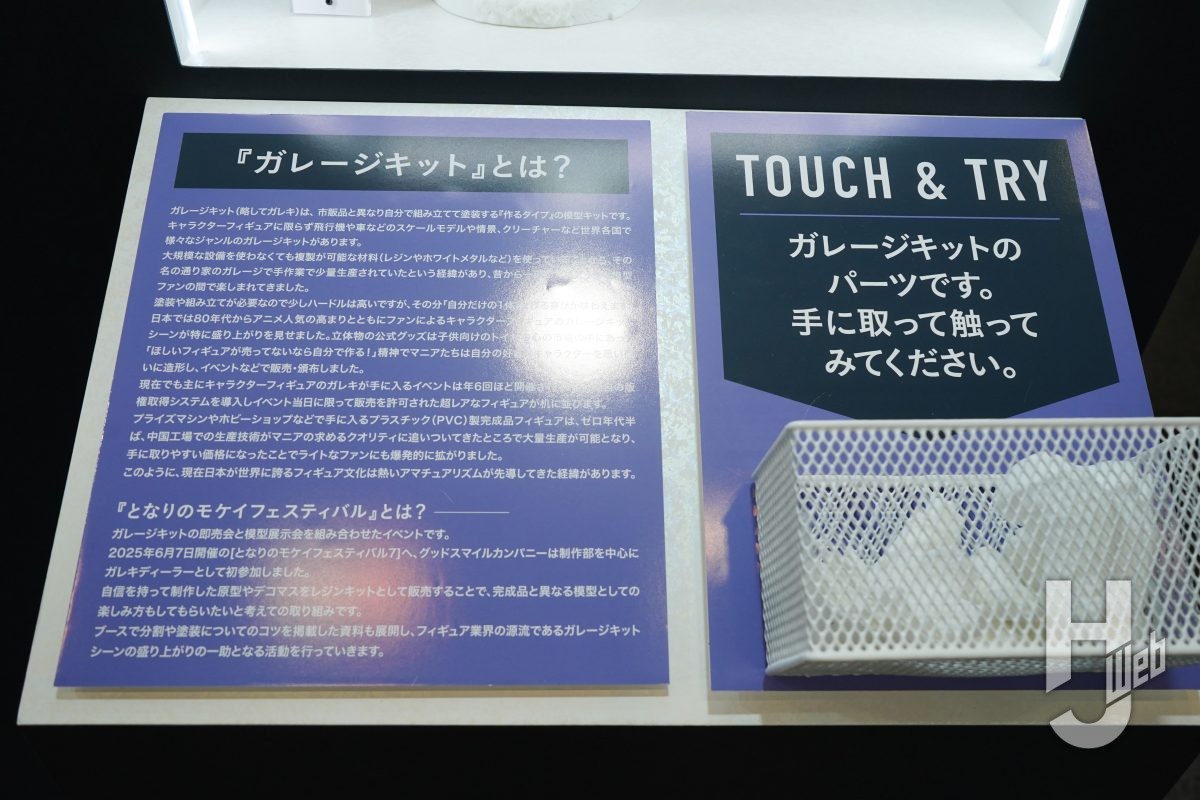 『ガレージキット』とは?
ガレージキット(略してガレキ)は、市販品と異なり自分で組み立てて塗装する『作るタイプ』の模型キットです。
キャラクターフィギュアに限らず飛行機や車などのスケールモデルや情景、クリーチャーなど世界各国で
様々なジャンルのガレージキットがあります。
大規模な設備を使わなくても複製が可能な材料(レジンやホワイトメタルなど)を使っていることから、その
名の通り家のガレージで手作業で少量生産されていたという経緯があり、昔から
ファンの間で楽しまれてきました。
塗装や組み立てが必要なので少しハードルは高いですが、その分「自分だけの1体
日本では80年代からアニメ人気の高まりとともにファンによるキャラクターフィギュアの
シーンが特に盛り上がりを見せました。立体物の公式グッズは子供向けのトイ
「ほしいフィギュアが売ってないなら自分で作る!」精神でマニアたちは自分の好きなキャラクターを思い
いに造形し、イベントなどで販売・頒布しました。
現在でも主にキャラクターフィギュアのガレキが手に入るイベントは年6回ほど開催さ
権取得システムを導入しイベント当日に限って販売を許可された超レアなフィギュアが机に並びます。
プライズマシンやホビーショップなどで手に入るプラスチック(PVC)製完成品フィギュアは、ゼロ年代半
ば、中国工場での生産技術がマニアの求めるクオリティに追いついてきたところで大量生産が可能となり、
手に取りやすい価格になったことでライトなファンにも爆発的に拡がりました。
このように、現在日本が世界に誇るフィギュア文化は熱いアマチュアリズムが先導してきた経緯があります。
『となりのモケイフェスティバル』とは?
ガレージキットの即売会と模型展示会を組み合わせたイベントです。
2025年6月7日開催の[となりのモケイフェスティバル7]へ、グッドスマイルカンパニーは制作部を中心に
ガレキディーラーとして初参加しました。
自信を持って制作した原型やデコマスをレジンキットとして販売することで、完成品と異なる模型としての
楽しみ方もしてもらいたいと考えての取り組みです。
ブースで分割や塗装についてのコツを掲載した資料も展開し、フィギュア業界の源流であるガレージキット
シーンの盛り上がりの一助となる活動を行っていきます。
TOUCH & TRY
ガレージキットの
パーツです。
手に取って触って
みてください。
HJ web